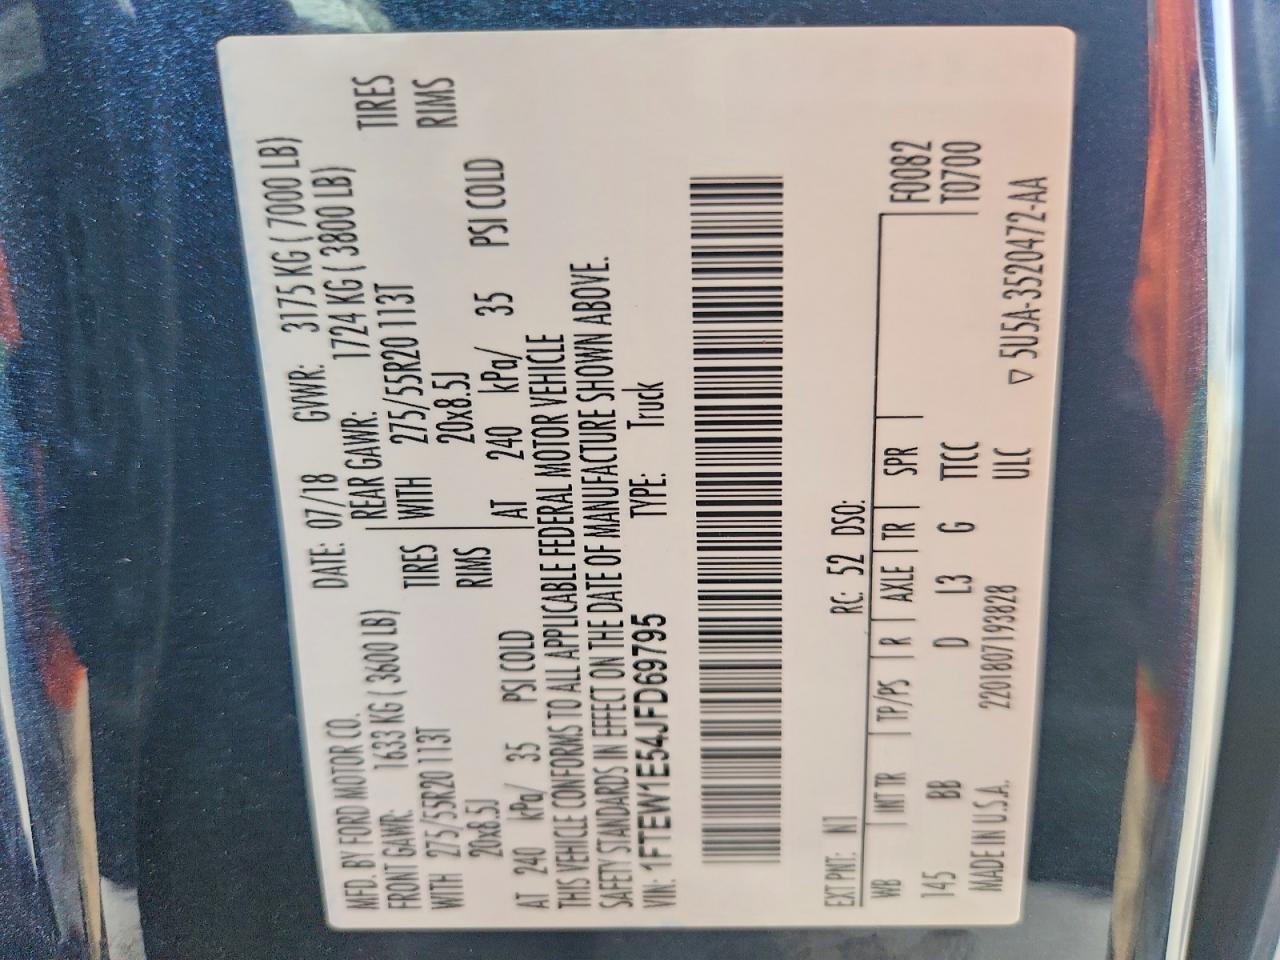 MFD. BY FORD MOTOR CO. DATE: 07/18 GVWR: 3175 KG ( 7000 LB)
FRONT GAWR: 1633 KG ( 3600 LB) REAR GAWR: 1724 KG ( 3800 LB)
WITH 275/55R20 113T TIRES WITH 275/55R20 113T TIRES
20x8.5J RIMS 20x8.5J RIMS
AT 240 kPa/ 35 PSI COLD AT 240 kPa/ 35 PSI COLD
THIS VEHICLE CONFORMS TO ALL APPLICABLE FEDERAL MOTOR VEHICLE
SAFETY STANDARDS IN EFFECT ON THE DATE OF MANUFACTURE SHOWN ABOVE.
VIN: 1FTEW1E54JFD69795 TYPE: Truck
EXT PNT: N1 RC: 52 DSO:
WB INT TR TP/PS R AXLE TR SPR F0082
145 BB D L3 G TTCC T0700
MADE IN U.S.A. 2201807193828 ULC ▽ 5U5A-3520472-AA